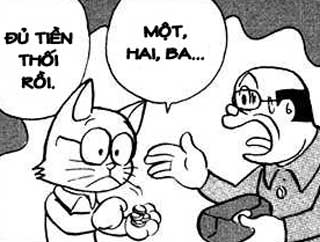 ĐỦ TIỀN
THỐI
RỒI.
MỘT,
HAI, BA...